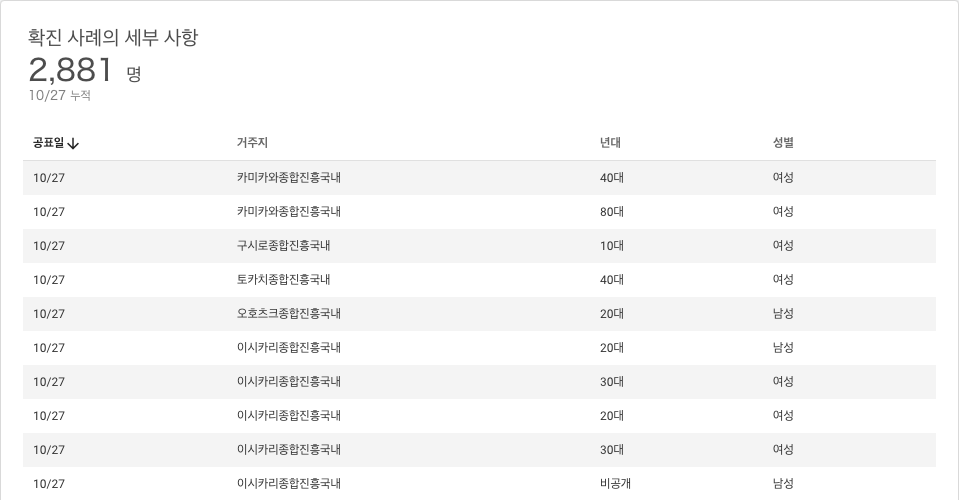 확진 사례의 세부 사항
2,881 명
10/27 누적
공표일 거주지 년대 성별
10/27 카미카와종합진흥국내 40대 여성
10/27 카미카와종합진흥국내 80대 여성
10/27 구시로종합진흥국내 10대 여성
10/27 토카치종합진흥국내 40대 여성
10/27 오호츠크종합진흥국내 20대 남성
10/27 이시카리종합진흥국내 20대 남성
10/27 이시카리종합진흥국내 30대 여성
10/27 이시카리종합진흥국내 20대 여성
10/27 이시카리종합진흥국내 30대 여성
10/27 이시카리종합진흥국내 비공개 남성